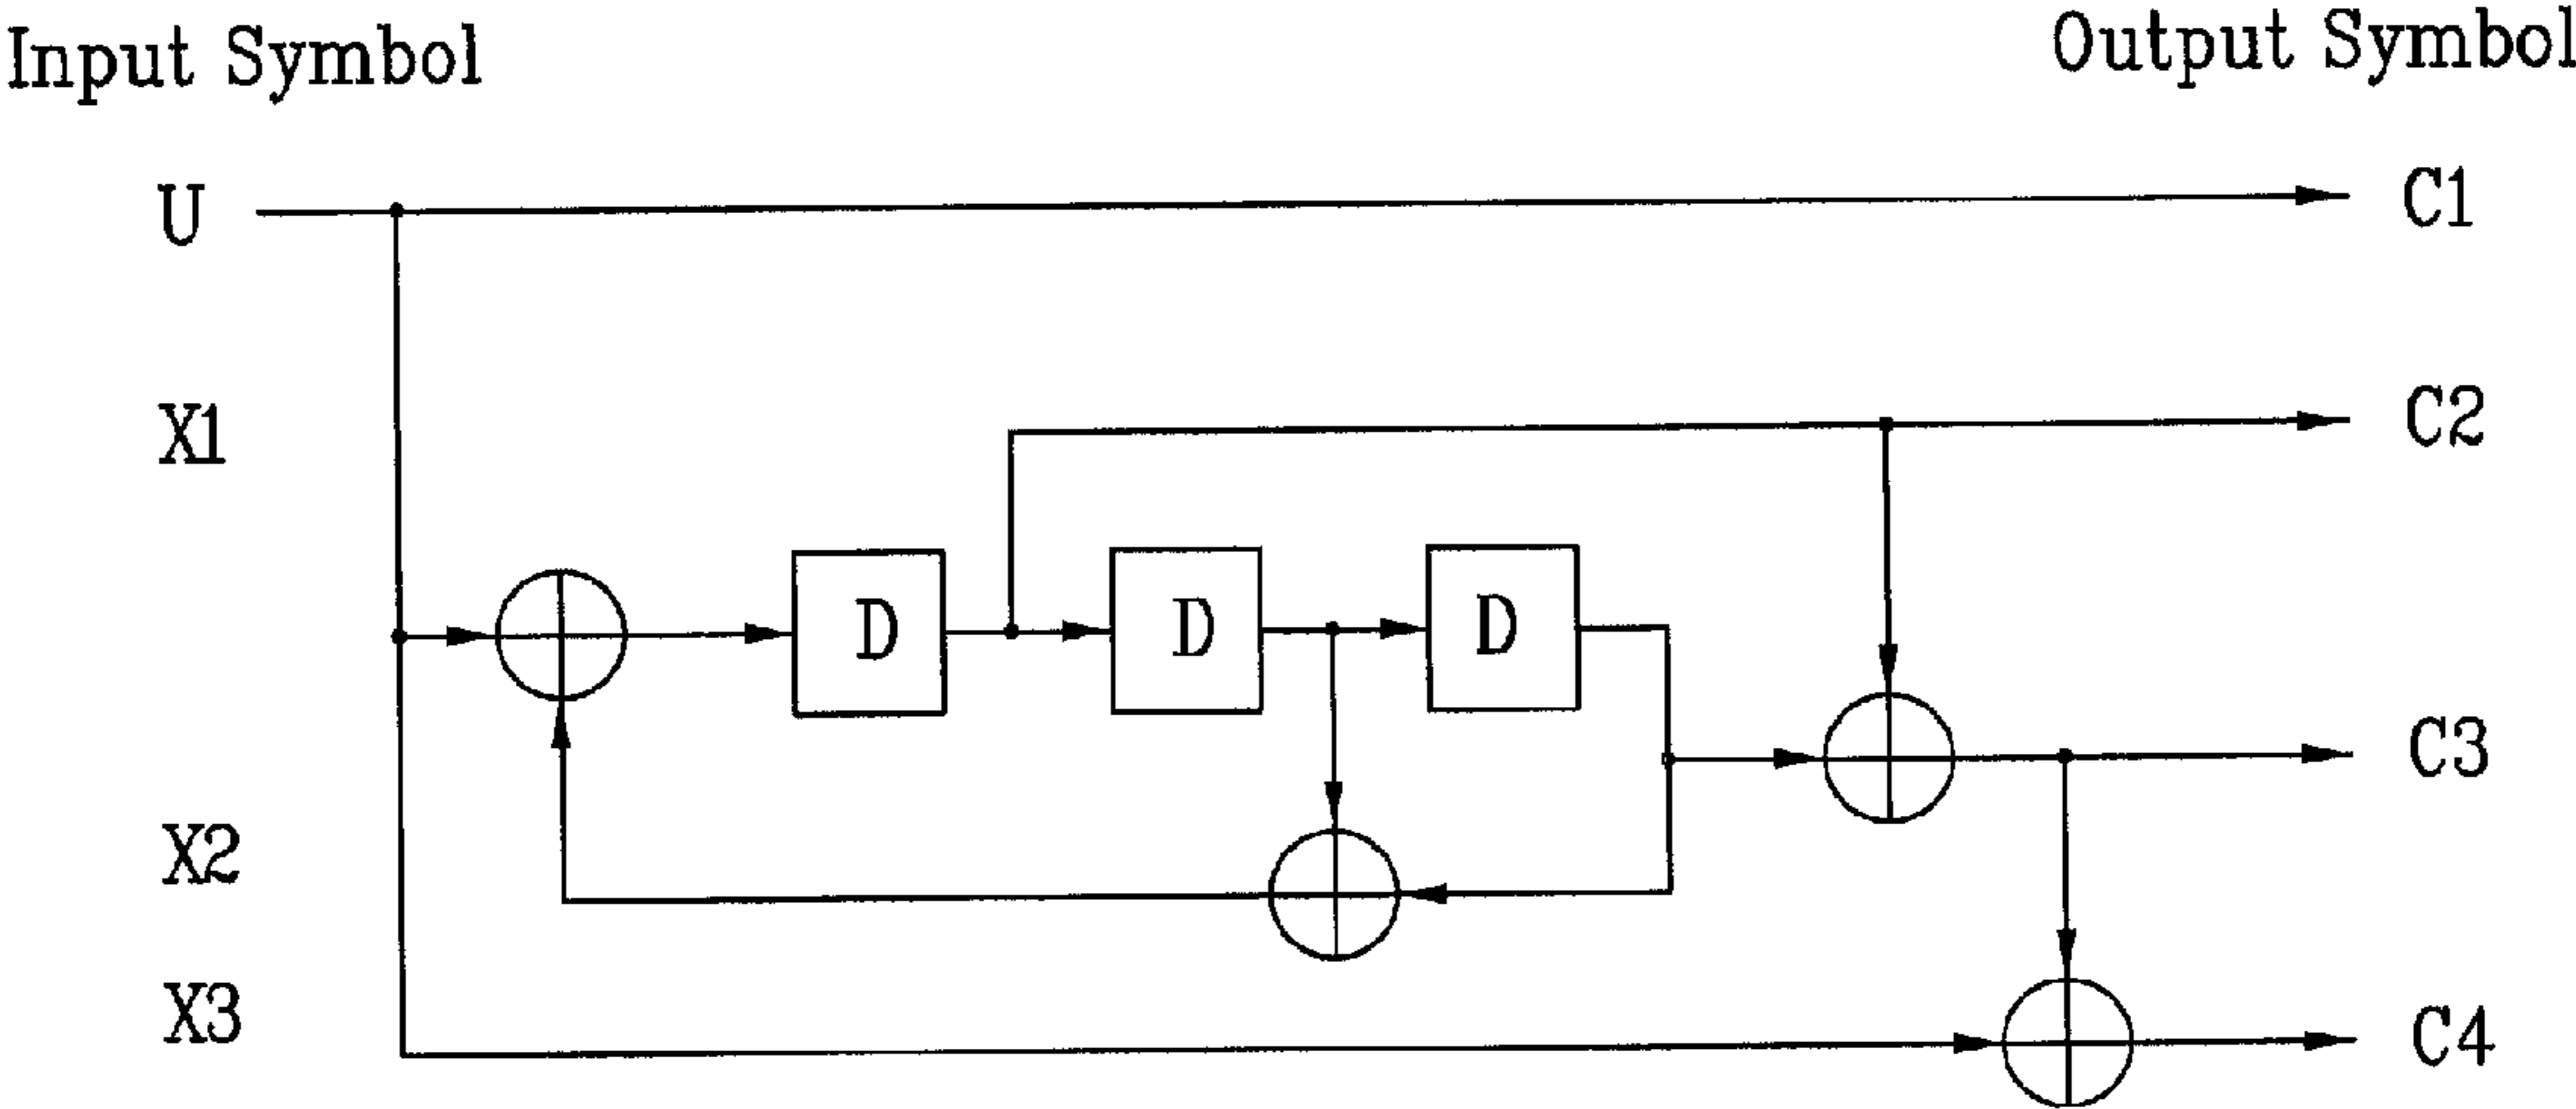 Input Symbol
Output Symbol
U
C1
X1
C2
D
D
D
C3
X2
X3
C4